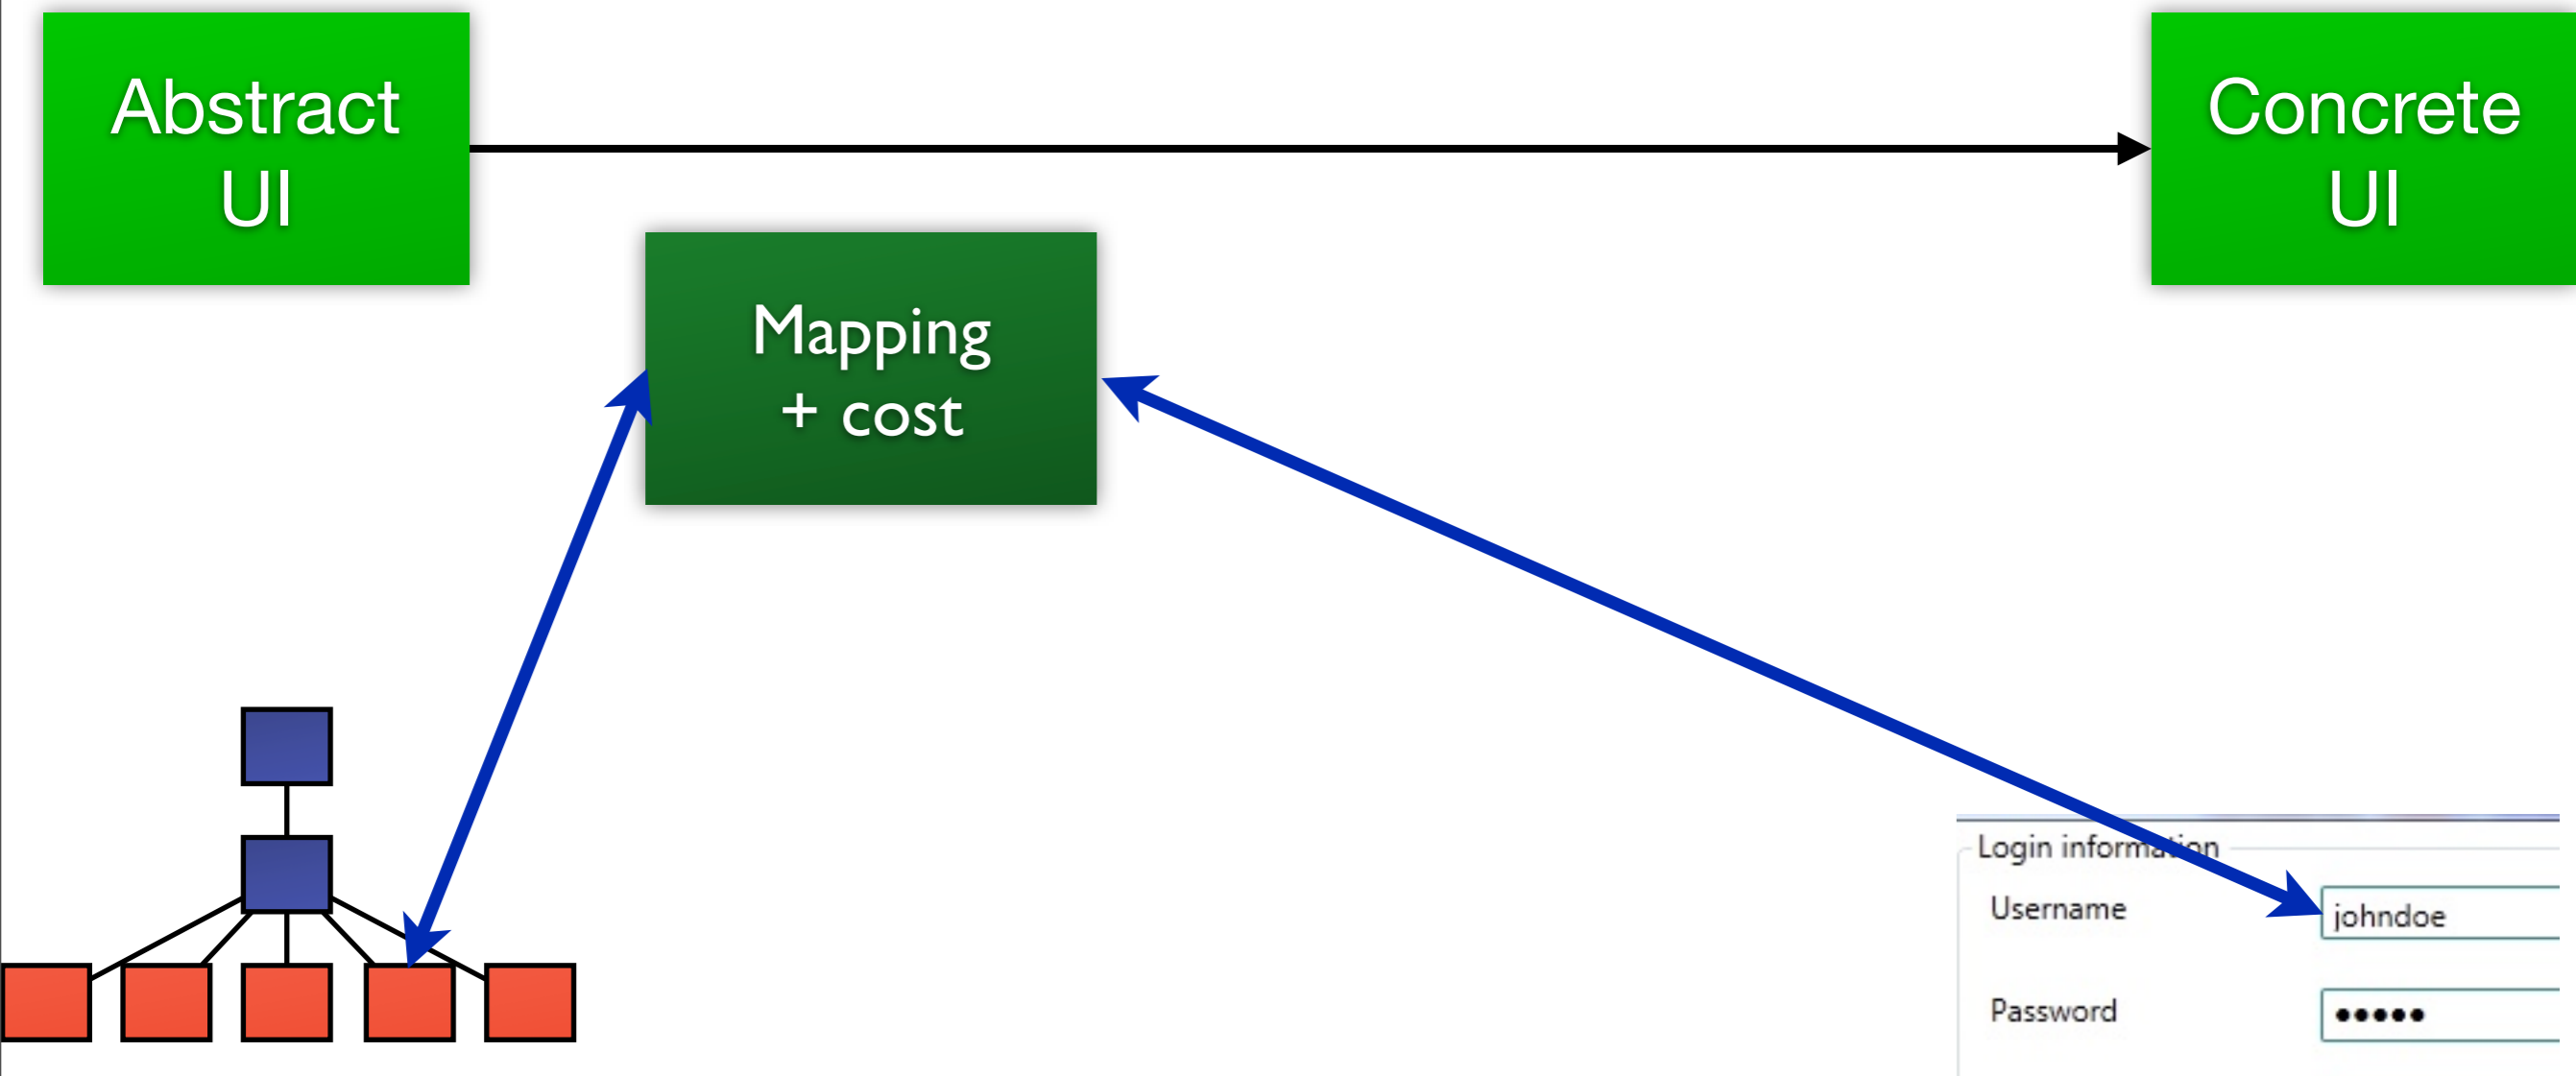 Abstract
UI
Concrete
UI
Mapping
+ cost
Login information
Username
johndoe
Password
•••••